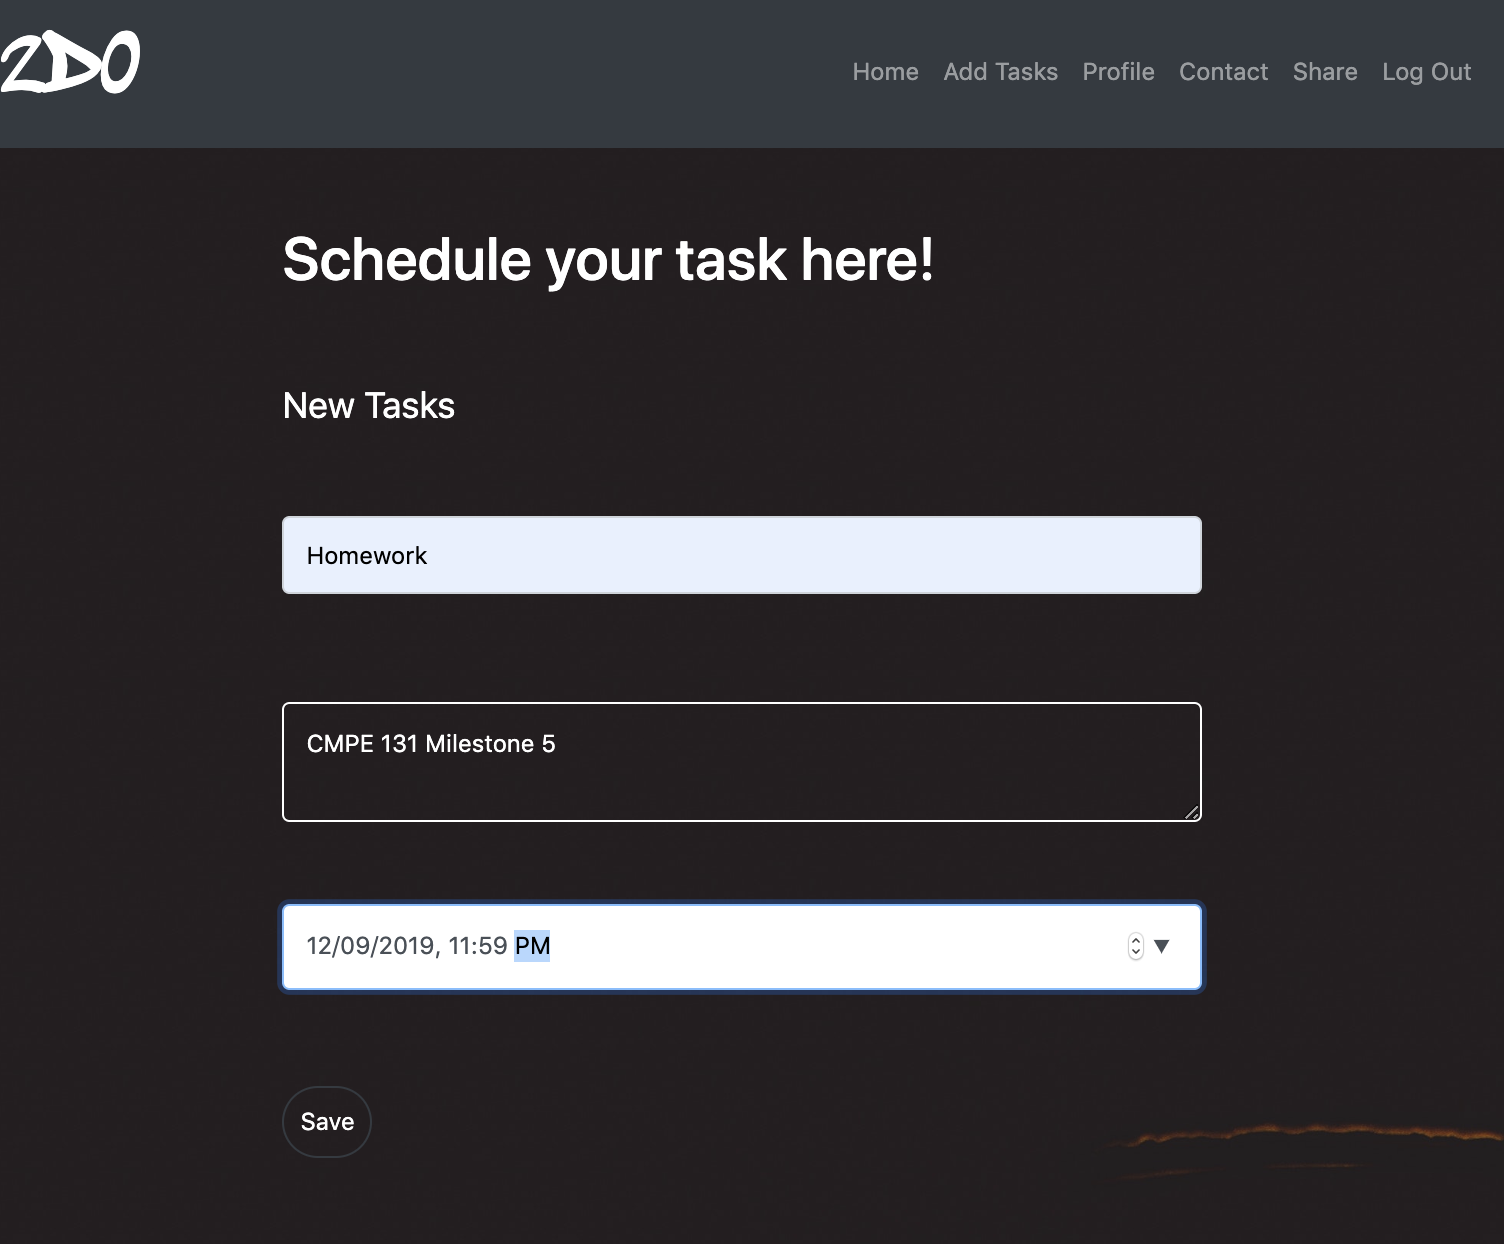 2DO
Home Add Tasks Profile Contact Share Log Out
Schedule your task here!
New Tasks
Homework
CMPE 131 Milestone 5
12/09/2019, 11:59 PM
Save